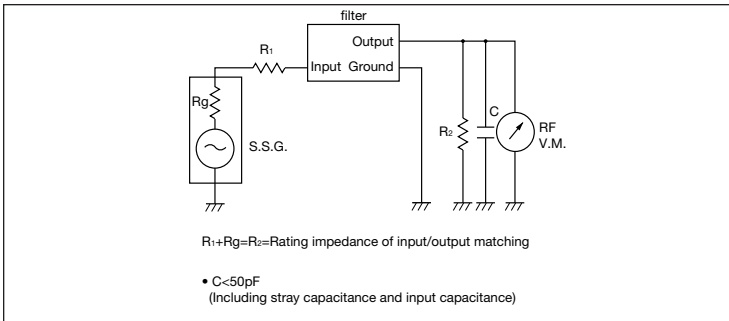 filter
Output
R₁
Input Ground
Rg
S.S.G.
R₂
C
RF
V.M.
R₁+Rg=R₂=Rating impedance of input/output matching
• C<50pF
(Including stray capacitance and input capacitance)